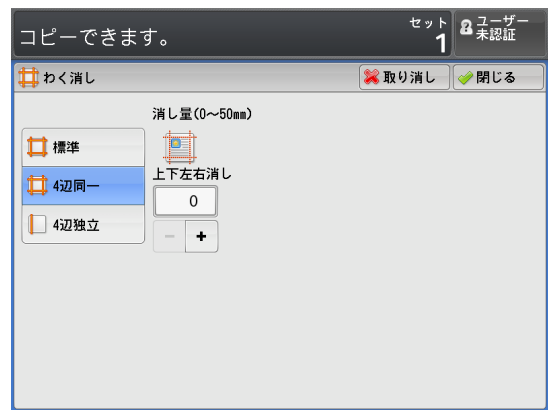 コピーできます。
セット
1
ユーザー
未認証
わく消し
取り消し
閉じる
消し量(0～50mm)
標準
4辺同一
上下左右消し
0
4辺独立
- +